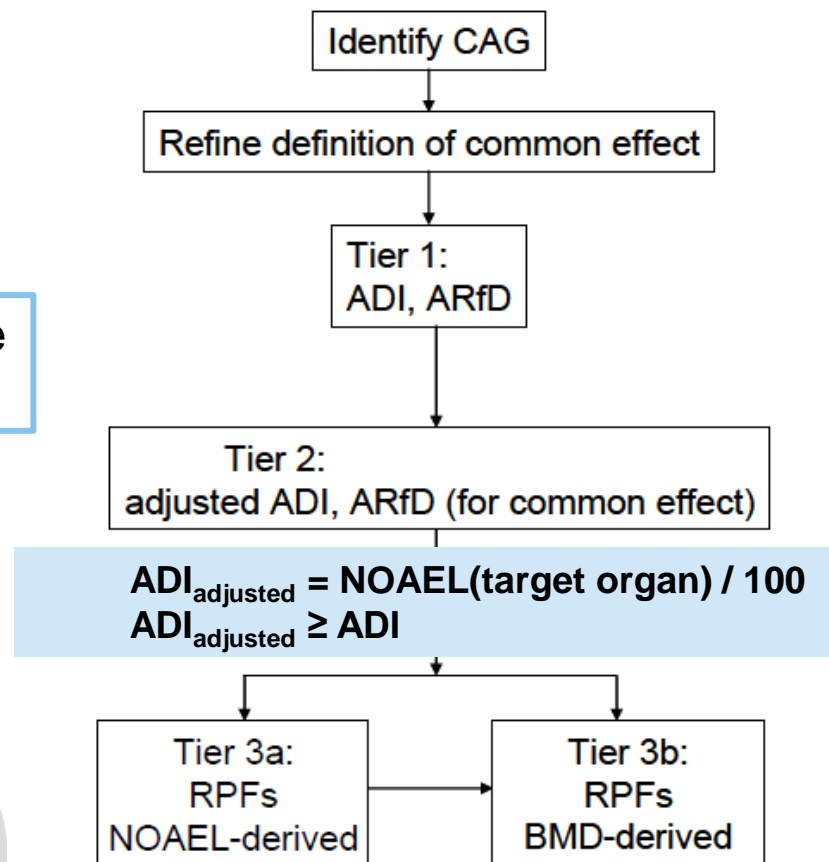 Identify CAG
Refine definition of common effect
Tier 1:
ADI, ARfD
e
Tier 2:
adjusted ADI, ARfD (for common effect)
ADIadjusted = NOAEL(target organ) / 100
ADIadjusted ≥ ADI
Tier 3a:
RPFs
NOAEL-derived
Tier 3b:
RPFs
BMD-derived